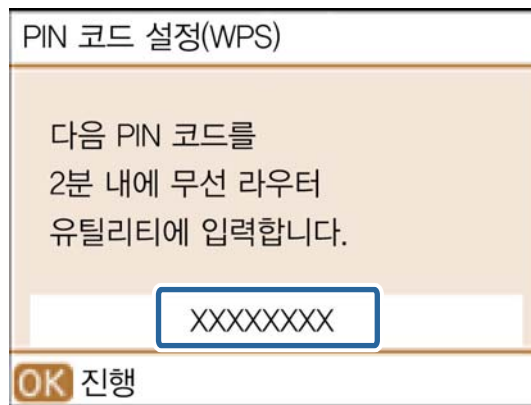 PIN 코드 설정(WPS)
다음 PIN 코드를
2분 내에 무선 라우터
유틸리티에 입력합니다.
XXXXXXXX
OK 진행